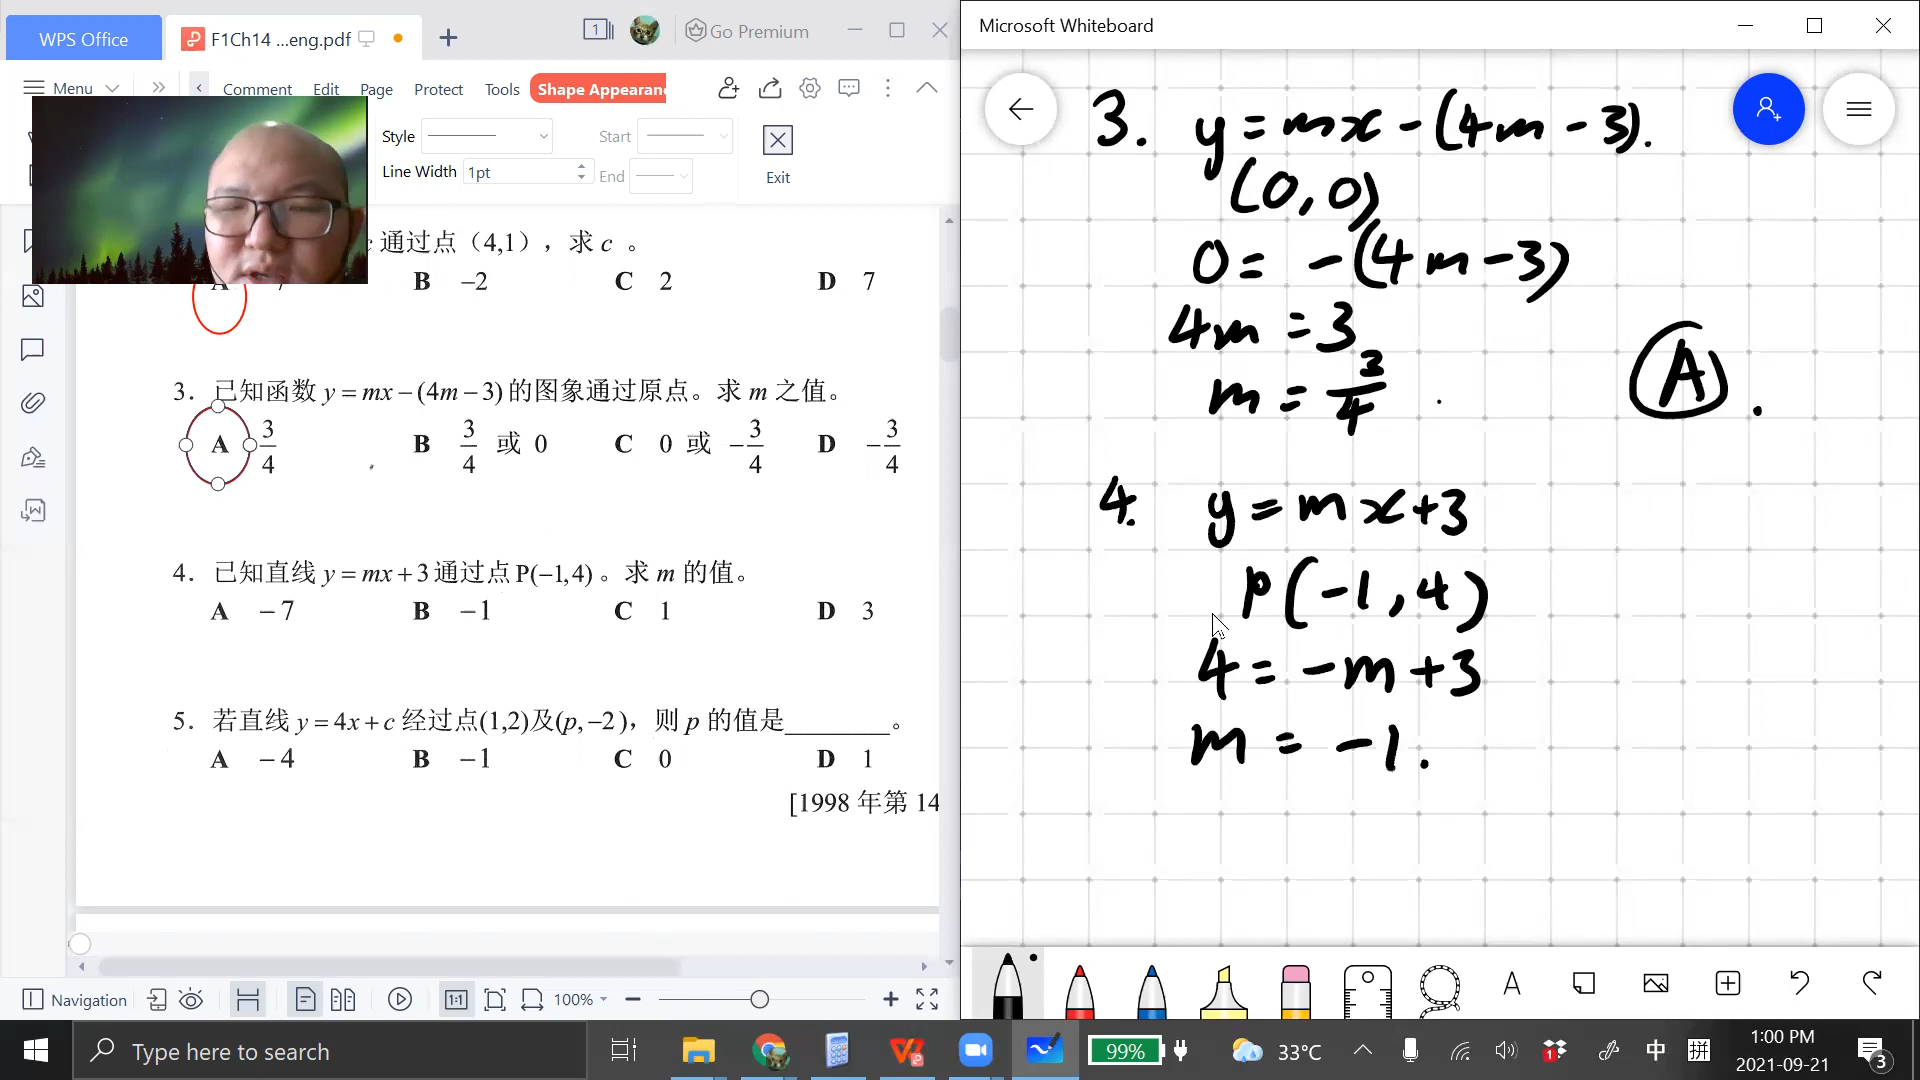 WPS Office
F1Ch14 ...eng.pdf
1
Go Premium
Menu
Comment
Edit
Page
Protect
Tools
Shape Appearan
Style
Start
Line Width
1pt
End
Exit
c 通过点（4,1），求 c 。
B −2
C 2
D 7
3. 已知函数 y = mx − (4m − 3) 的图象通过原点。求 m 之值。
A 3/4
B 3/4 或 0
C 0 或 −3/4
D −3/4
4. 已知直线 y = mx + 3 通过点 P(−1,4) 。求 m 的值。
A −7
B −1
C 1
D 3
5. 若直线 y = 4x + c 经过点(1,2)及(p,−2)，则 p 的值是________。
A −4
B −1
C 0
D 1
[1998 年第 14
Navigation
1:1
100%
Microsoft Whiteboard
3. y = mx − (4m − 3).
(0, 0)
0 = −(4m − 3)
4m = 3
m = 3/4
A.
4. y = mx + 3
P(−1, 4)
4 = −m + 3
m = −1.
A
Type here to search
99%
33°C
1
中
拼
1:00 PM
2021-09-21
3